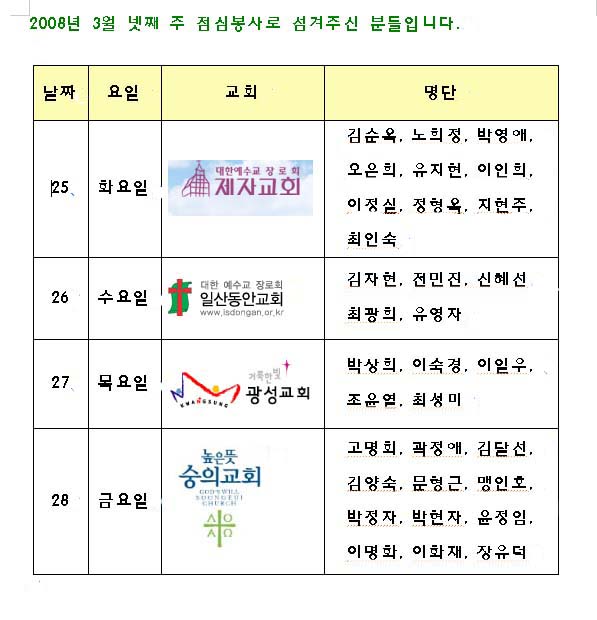 2008년 3월 넷째 주 점심봉사로 섬겨주신 분들입니다.
날짜 요일 교회 명단
25 화요일
대한예수교 장로회
제자교회
김순옥, 노희정, 박영애,
오은희, 유지현, 이인희,
이정실, 정형옥, 지현주,
최인숙
26 수요일
대한 예수교 장로회
일산동안교회
www.isdongan.or.kr
김자현, 전민진, 신혜선
최광희, 유영자
27 목요일
거룩한 빛
광성교회
KWANGSUNG
박상희, 이숙경, 이일우,
조윤열, 최성미
28 금요일
높은뜻
숭의교회
GOD'S WILL
SOONGEUI
CHURCH
고명희, 곽정애, 김달선,
김양숙, 문형근, 맹인호,
박정자, 박현자, 윤정임,
이명화, 이화재, 장유덕